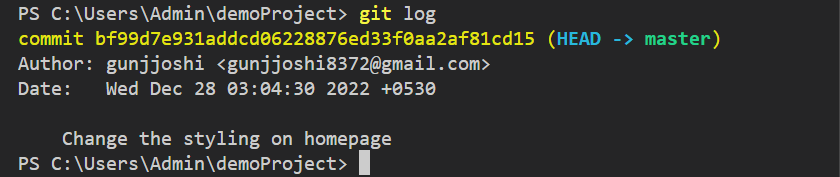 PS C:\Users\Admin\demoProject> git log
commit bf99d7e931addcd06228876ed33f0aa2af81cd15 (HEAD -> master)
Author: gunjjoshi <gunjjoshi8372@gmail.com>
Date:   Wed Dec 28 03:04:30 2022 +0530
    Change the styling on homepage
PS C:\Users\Admin\demoProject>